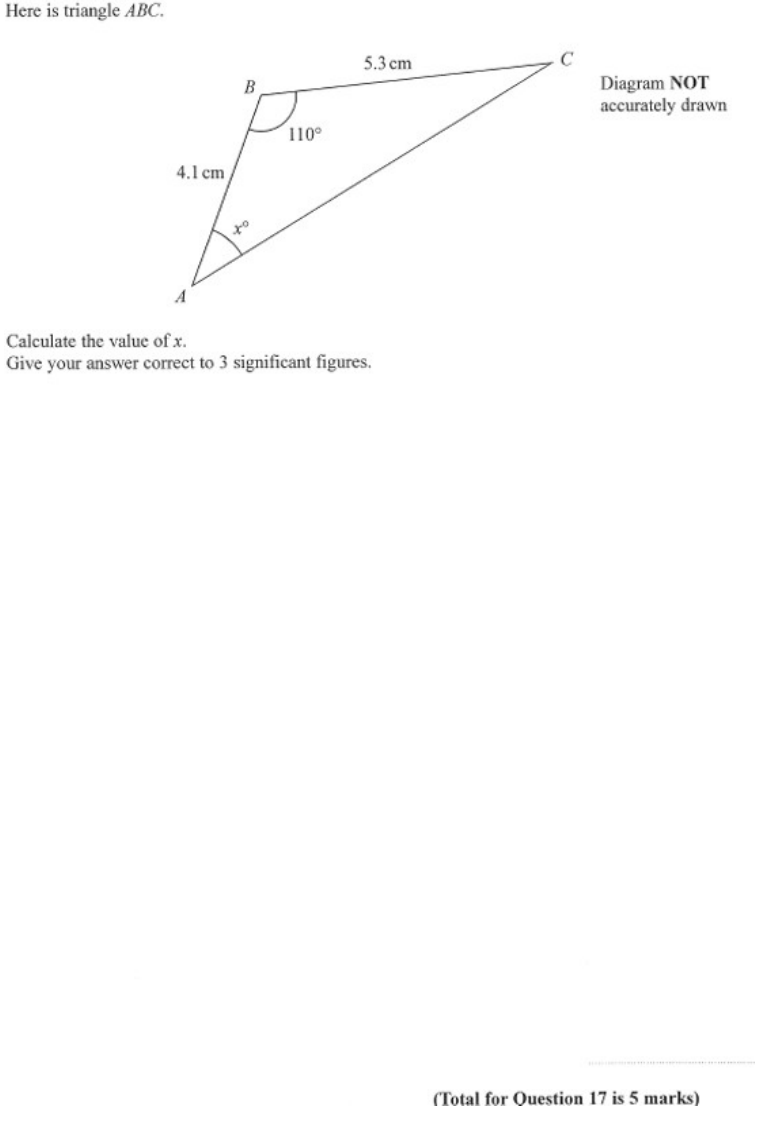 Here is triangle ABC.
5.3 cm
C
B
Diagram NOT
accurately drawn
110°
4.1 cm
x°
A
Calculate the value of x.
Give your answer correct to 3 significant figures.
(Total for Question 17 is 5 marks)